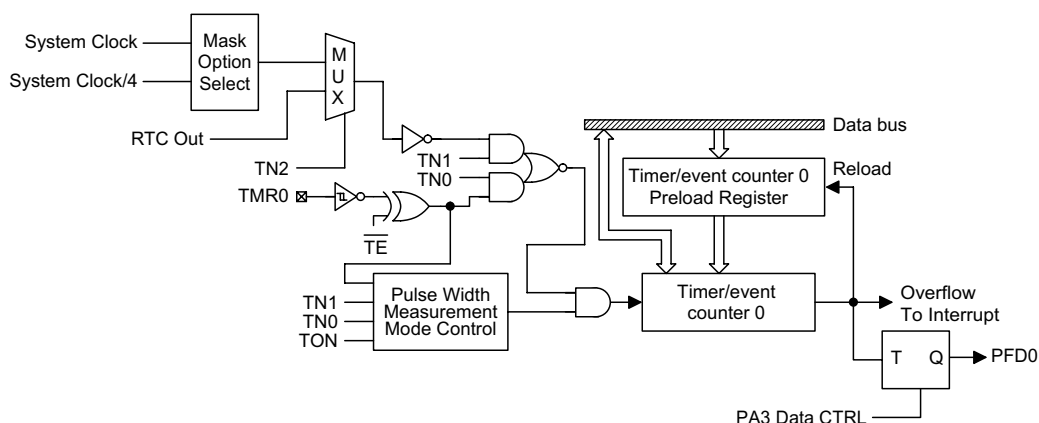 System Clock
System Clock/4
Mask
Option
Select
M
U
X
RTC Out
TN2
TN1
TN0
TMR0
TE
Data bus
Timer/event counter 0
Preload Register
Reload
TN1
TN0
TON
Pulse Width
Measurement
Mode Control
Timer/event
counter 0
Overflow
To Interrupt
T Q
PFD0
PA3 Data CTRL